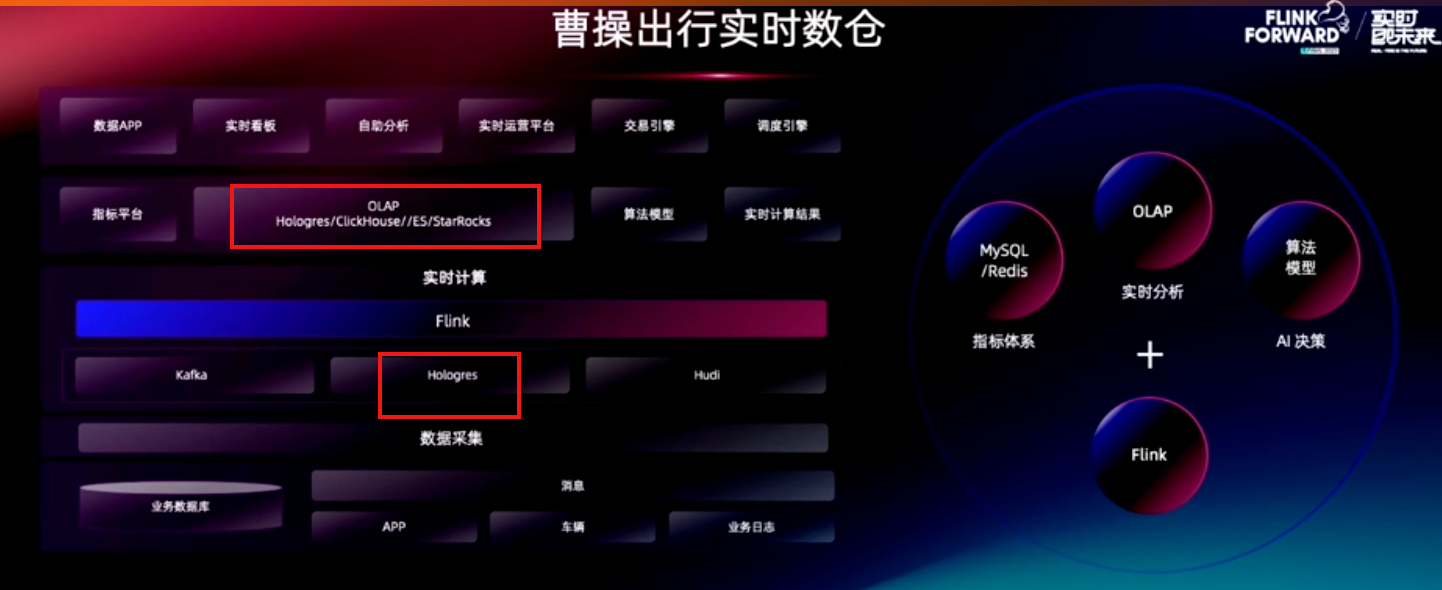 曹操出行实时数仓
FLINK
FORWARD
实时
即未来
数据APP
实时看板
自助分析
实时运营平台
交易引擎
调度引擎
指标平台
OLAP
Hologres/ClickHouse//ES/StarRocks
算法模型
实时计算结果
实时计算
Flink
Kafka
Hologres
Hudi
数据采集
业务数据库
消息
APP
车辆
业务日志
OLAP
实时分析
MySQL
/Redis
指标体系
算法
模型
AI 决策
+
Flink